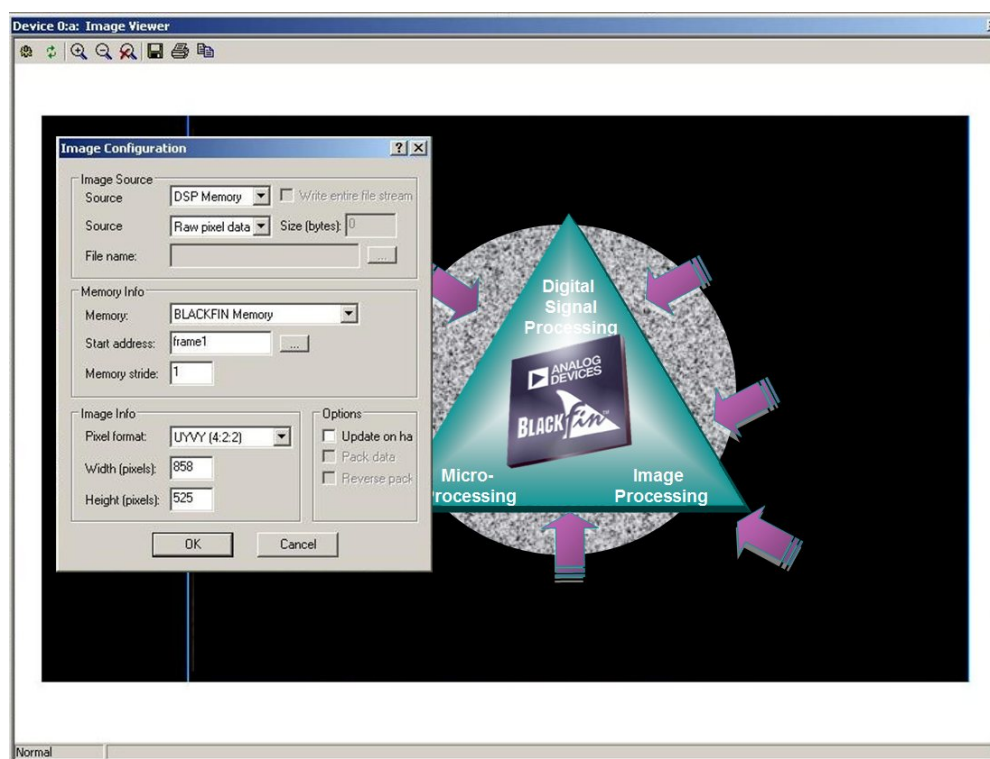 Device 0:a: Image Viewer
Image Configuration
Image Source
Source
DSP Memory
Write entire file stream
Source
Raw pixel data
Size (bytes):
0
File name:
...
Memory Info
Memory:
BLACKFIN Memory
Start address:
frame1
...
Memory stride:
1
Image Info
Pixel format:
UYVY (4:2:2)
Width (pixels):
858
Height (pixels):
525
Options
Update on ha
Pack data
Reverse pack
OK
Cancel
Digital
Signal
Processing
ANALOG
DEVICES
BLACKfin™
Micro-
rocessing
Image
Processing
Normal